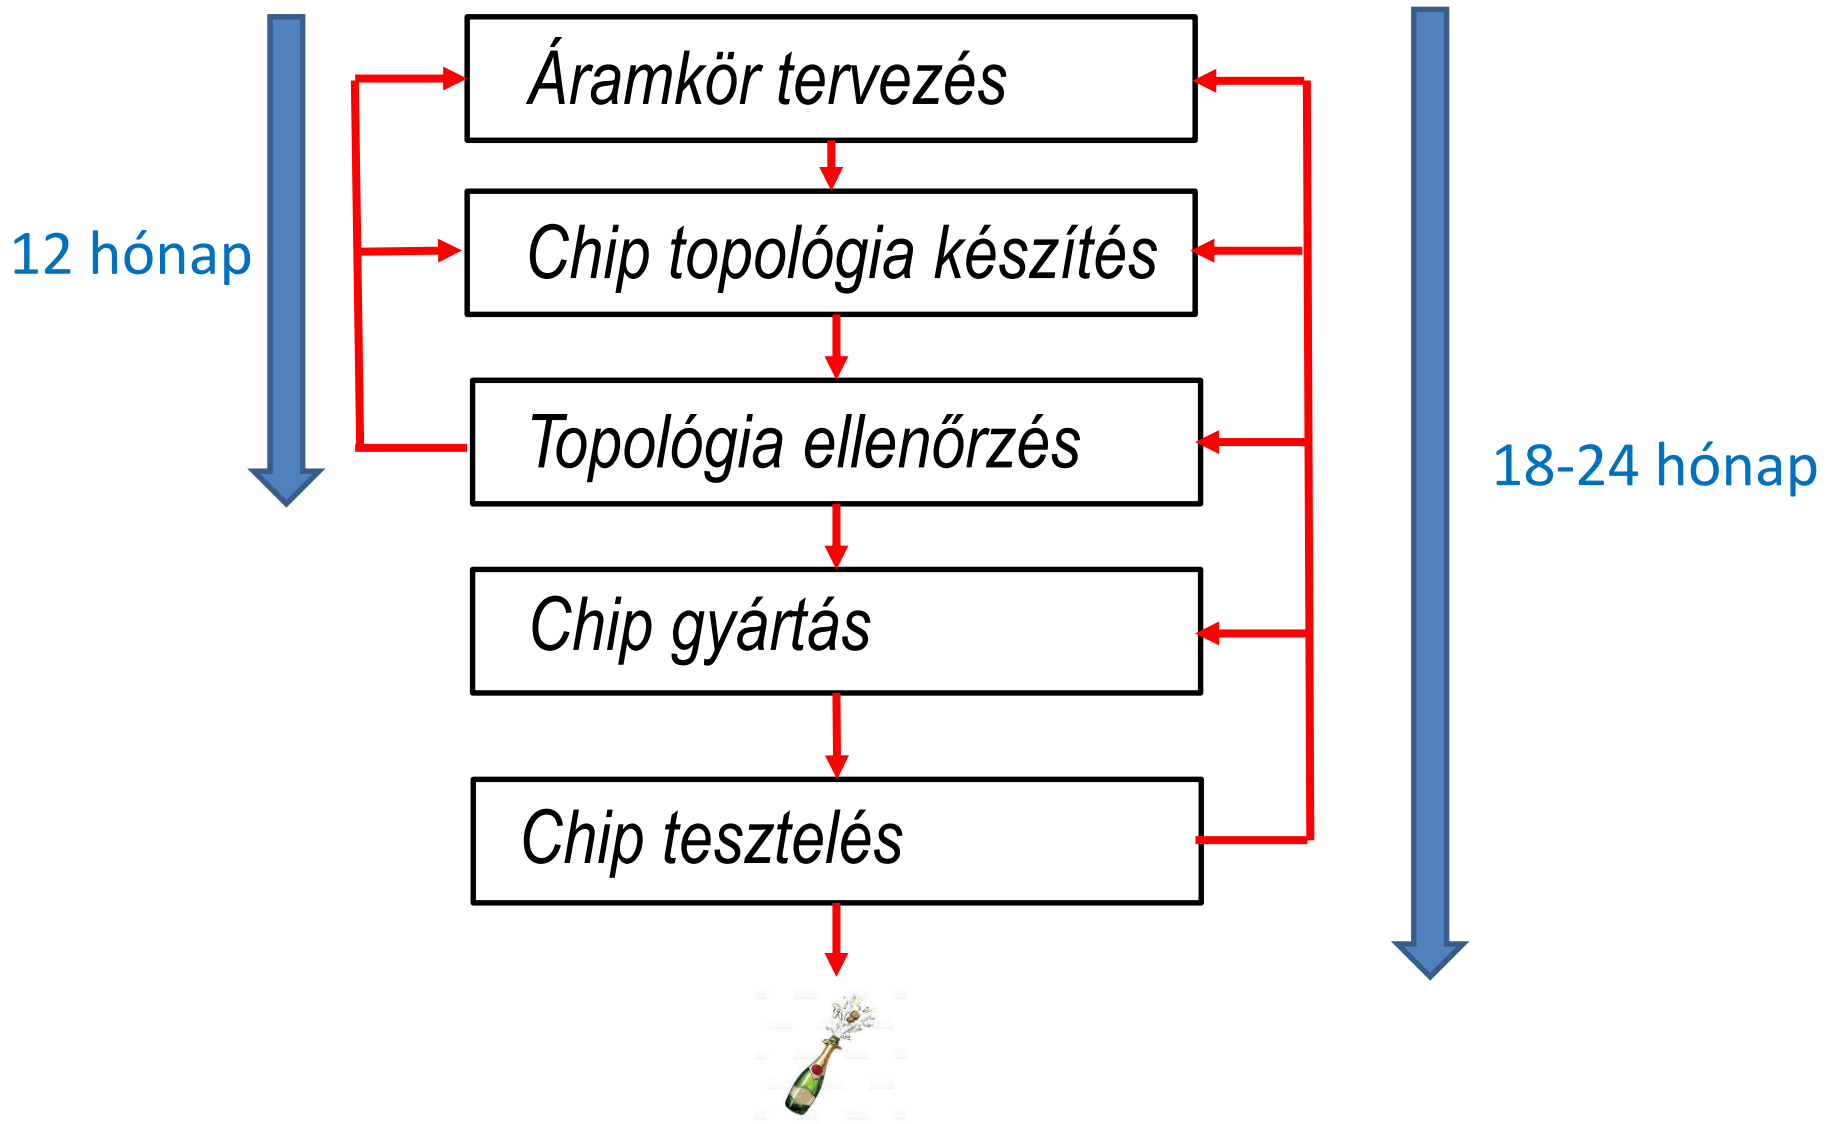 Áramkör tervezés
12 hónap
Chip topológia készítés
Topológia ellenőrzés
18-24 hónap
Chip gyártás
Chip tesztelés